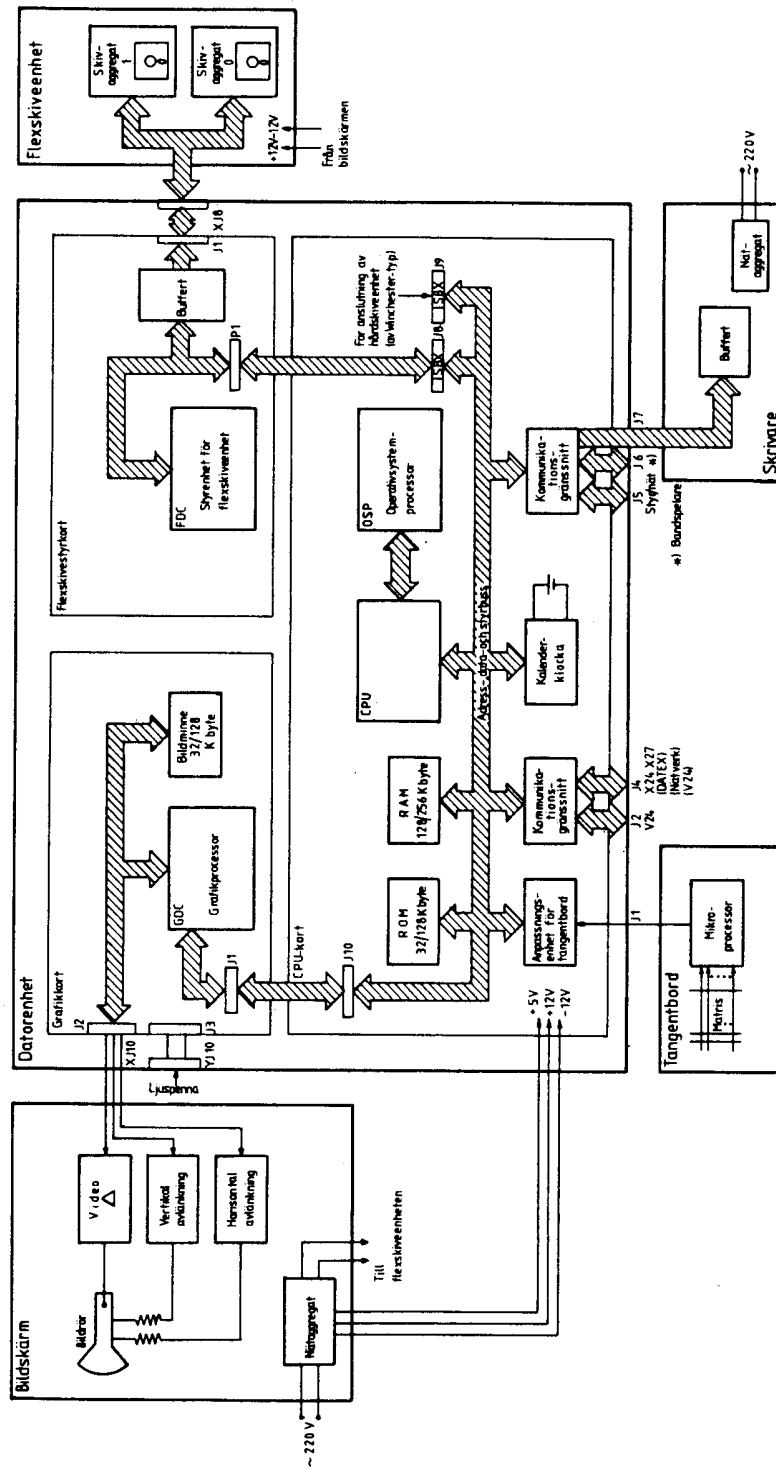 Bildskärm
Bildrör
Video
Vertikal
avlänkning
Horisontal
avlänkning
Nätaggregat
~ 220 V
Till
flexskiveenheten
Datorenhet
Grafikkort
J2
XJ10
YJ10
J3
GDC
Grafikprocessor
Bildminne
32/128
K byte
J1
Flexskivestyrkort
FDC
Styrenhet för
flexskiveenhet
Buffert
J1
XJ8
P1
Flexskiveenhet
Skiv-
aggregat
1
Skiv-
aggregat
0
+12V-12V
Från
bildskärmen
CPU-kort
J10
ROM
32/128 K byte
RAM
128/256 K byte
CPU
OSP
Operativsystem-
processor
För anslutning av
hårdskiveenhet
(av Winchester-typ)
SBX
J8
SBX
J9
Adress-, data- och styrbuss
+ 5 V
+12V
-12V
Anpassnings-
enhet för
tangentbord
Kommunika-
tions-
gränssnitt
Kalender-
klocka
Kommunika-
tions-
gränssnitt
J1
J2
V24
J4
X24 X27
(DATEX)
(Nätverk)
(V24)
J5
J6
Styrhåt *)
J7
*) Bandspelare
Tangentbord
Matris
Mikro-
processor
Skrivare
Buffert
Nät-
aggregat
~ 220 V